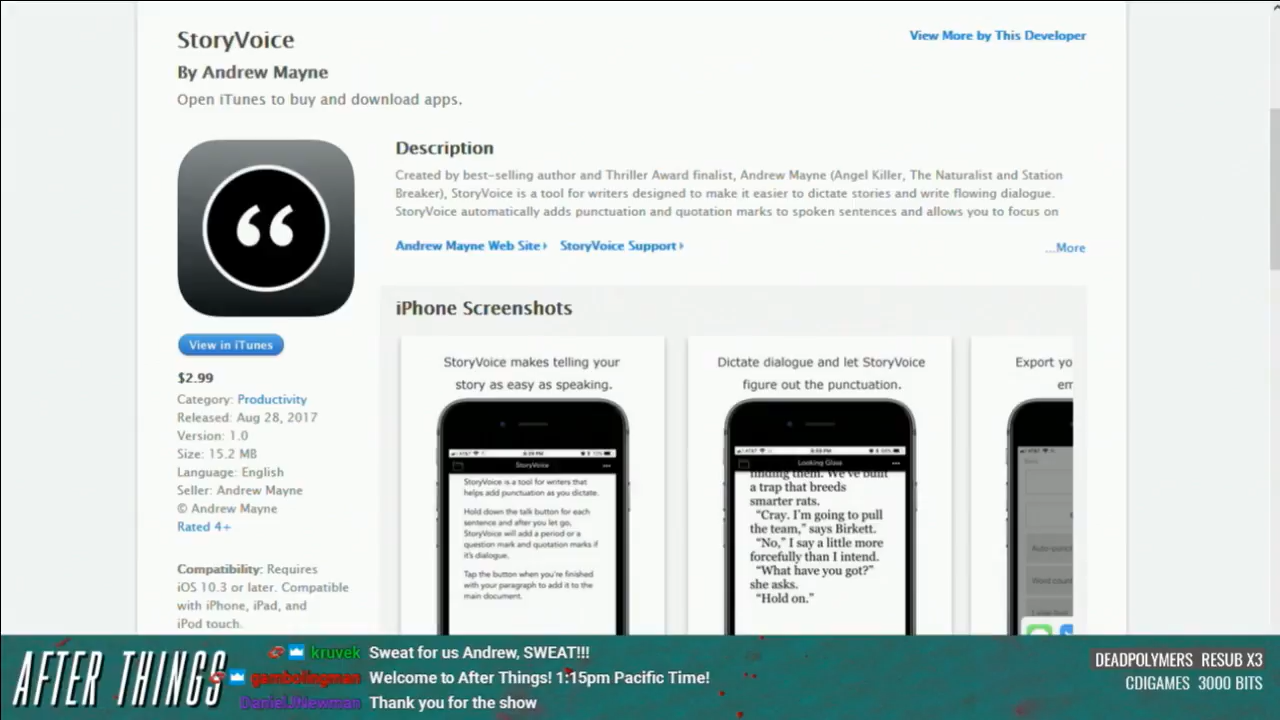 StoryVoice
View More by This Developer
By Andrew Mayne
Open iTunes to buy and download apps.
Description
Created by best-selling author and Thriller Award finalist, Andrew Mayne (Angel Killer, The Naturalist and Station
Breaker), StoryVoice is a tool for writers designed to make it easier to dictate stories and write flowing dialogue.
StoryVoice automatically adds punctuation and quotation marks to spoken sentences and allows you to focus on
Andrew Mayne Web Site
StoryVoice Support
...More
“
View in iTunes
$2.99
Category: Productivity
Released: Aug 28, 2017
Version: 1.0
Size: 15.2 MB
Language: English
Seller: Andrew Mayne
© Andrew Mayne
Rated 4+
Compatibility: Requires
iOS 10.3 or later. Compatible
with iPhone, iPad, and
iPod touch.
iPhone Screenshots
StoryVoice makes telling your
story as easy as speaking.
StoryVoice
StoryVoice is a tool for writers that
helps add punctuation as you dictate.
Hold down the talk button for each
sentence and after you let go,
StoryVoice will add a period or a
question mark and quotation marks if
it's dialogue.
Tap the button when you're finished
with your paragraph to add it to the
main document.
Dictate dialogue and let StoryVoice
figure out the punctuation.
Looking Glass
finding them. We've built
a trap that breeds
smarter rats.
“Cray. I'm going to pull
the team,” says Birkett.
“No,” I say a little more
forcefully than I intend.
“What have you got?”
she asks.
“Hold on.”
Export yo
em
Word count
AFTER THINGS
kruvek Sweat for us Andrew, SWEAT!!!
gambolingman Welcome to After Things! 1:15pm Pacific Time!
DanielJNewman Thank you for the show
DEADPOLYMERS RESUB X3
CDIGAMES 3000 BITS